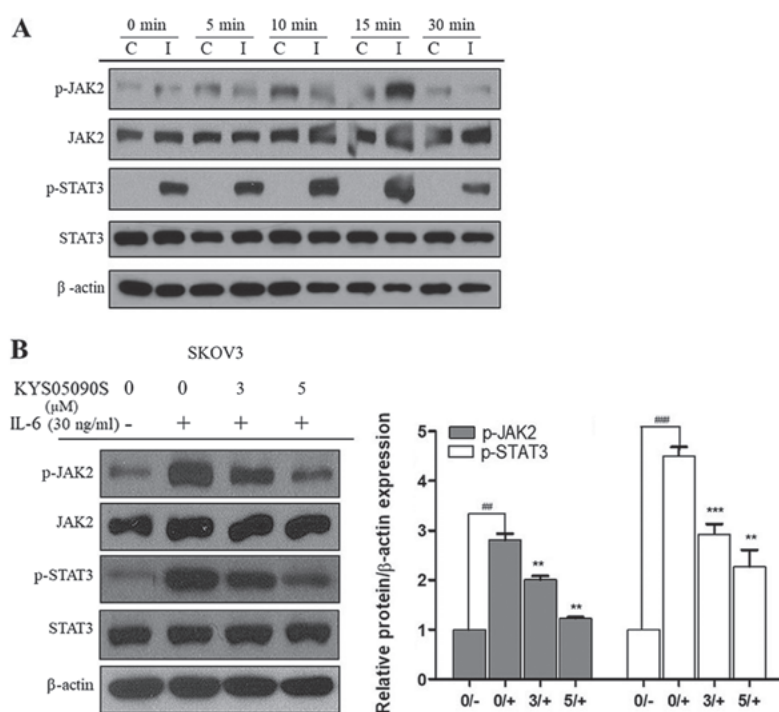 A
0 min 5 min 10 min 15 min 30 min
C I C I C I C I C I
p-JAK2
JAK2
p-STAT3
STAT3
β-actin
B
SKOV3
KYS05090S 0 0 3 5
(μM)
IL-6 (30 ng/ml) - + + +
p-JAK2
JAK2
p-STAT3
STAT3
β-actin
Relative protein/β-actin expression
5
4
3
2
1
0
p-JAK2
p-STAT3
##
**
**
###
***
**
0/- 0/+ 3/+ 5/+ 0/- 0/+ 3/+ 5/+